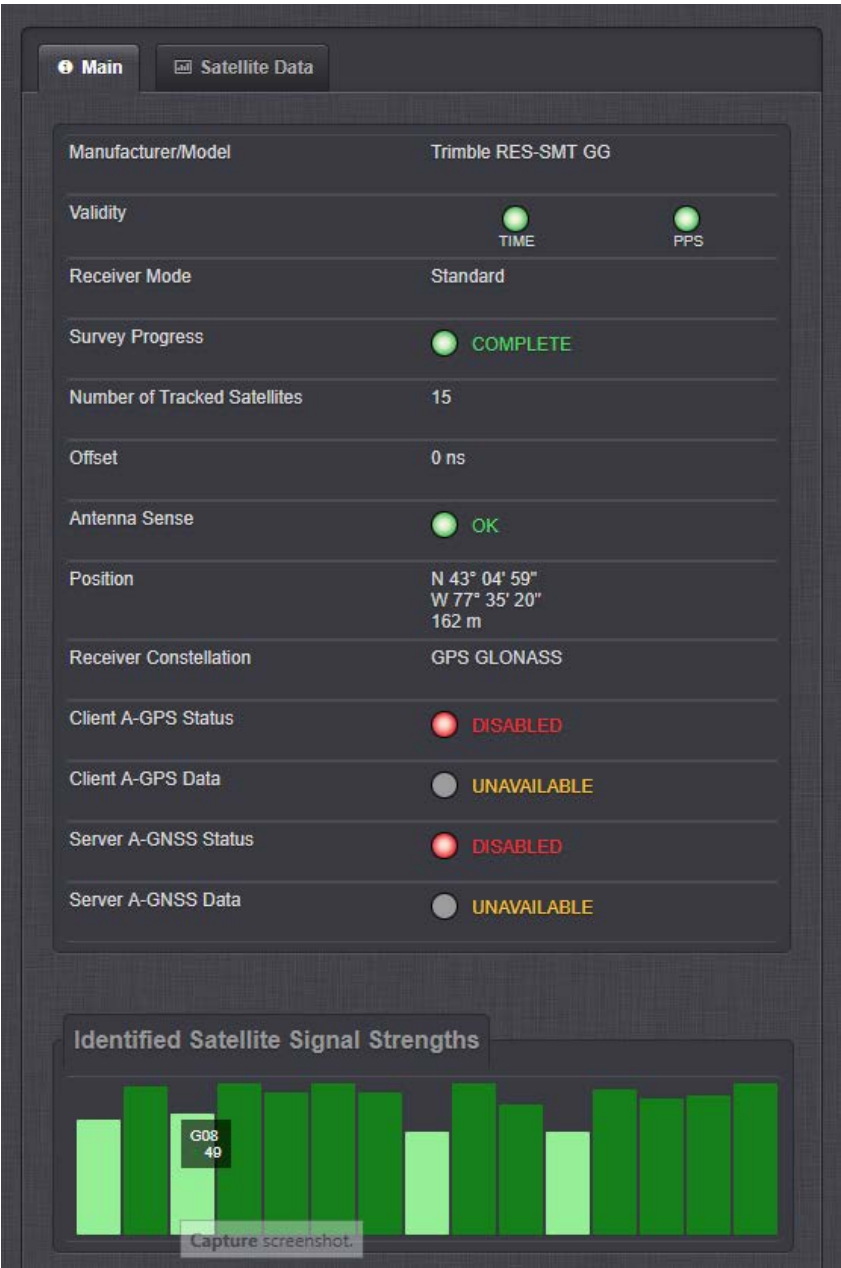 Main
Satellite Data
Manufacturer/Model Trimble RES-SMT GG
Validity
TIME PPS
Receiver Mode Standard
Survey Progress COMPLETE
Number of Tracked Satellites 15
Offset 0 ns
Antenna Sense OK
Position N 43° 04' 59"
W 77° 35' 20"
162 m
Receiver Constellation GPS GLONASS
Client A-GPS Status DISABLED
Client A-GPS Data UNAVAILABLE
Server A-GNSS Status DISABLED
Server A-GNSS Data UNAVAILABLE
Identified Satellite Signal Strengths
G08
49
Capture screenshot.